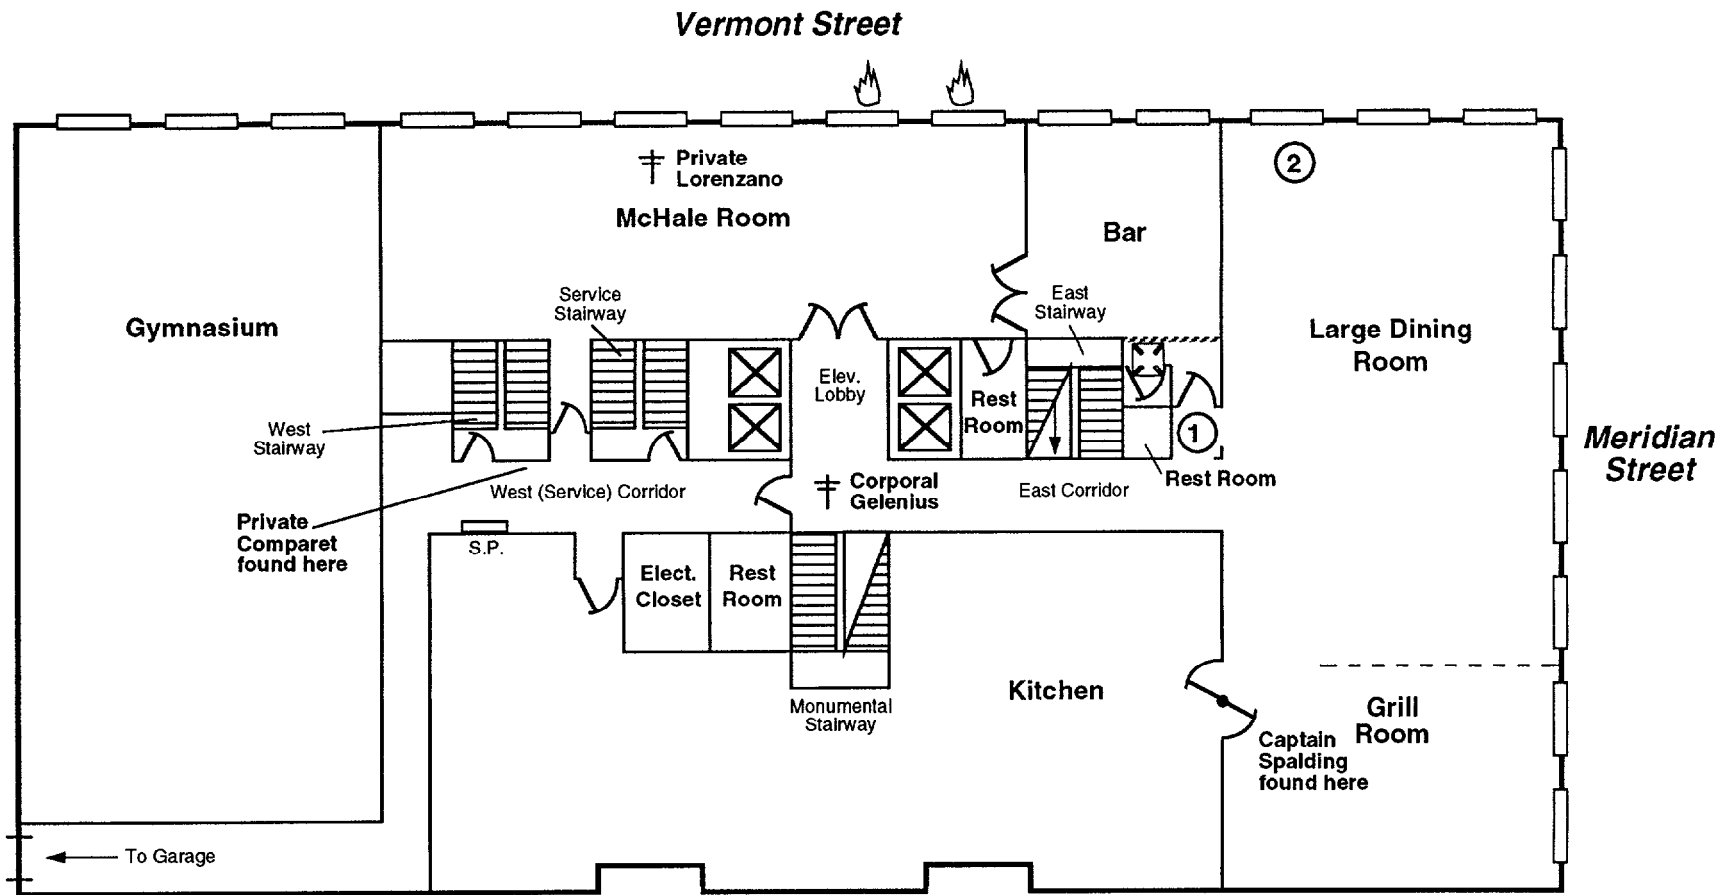 Vermont Street
Private
Lorenzano
McHale Room
2
Bar
Gymnasium
Service
Stairway
East
Stairway
Large Dining
Room
Elev.
Lobby
Rest
Room
West
Stairway
1
Meridian
Street
Rest Room
West (Service) Corridor
Corporal
Gelenius
East Corridor
Private
Comparet
found here
S.P.
Elect.
Closet
Rest
Room
Kitchen
Monumental
Stairway
Grill
Room
Captain
Spalding
found here
To Garage